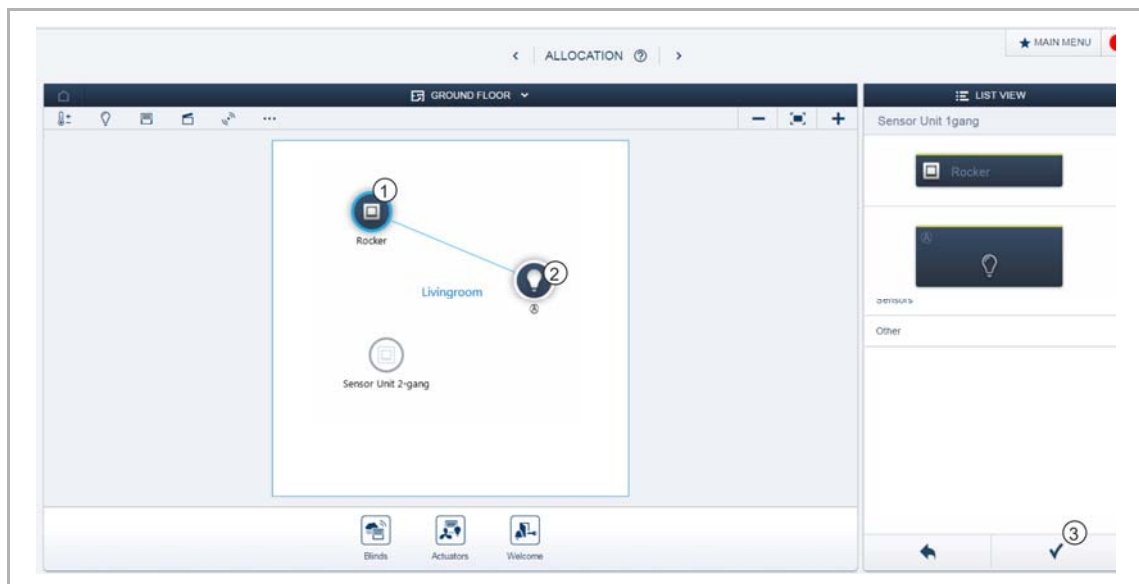 ALLOCATION ?
★ MAIN MENU
GROUND FLOOR
LIST VIEW
Sensor Unit 1gang
1
Rocker
Rocker
2
Livingroom
Sensors
Other
Sensor Unit 2-gang
3
Blinds
Actuators
Welcome